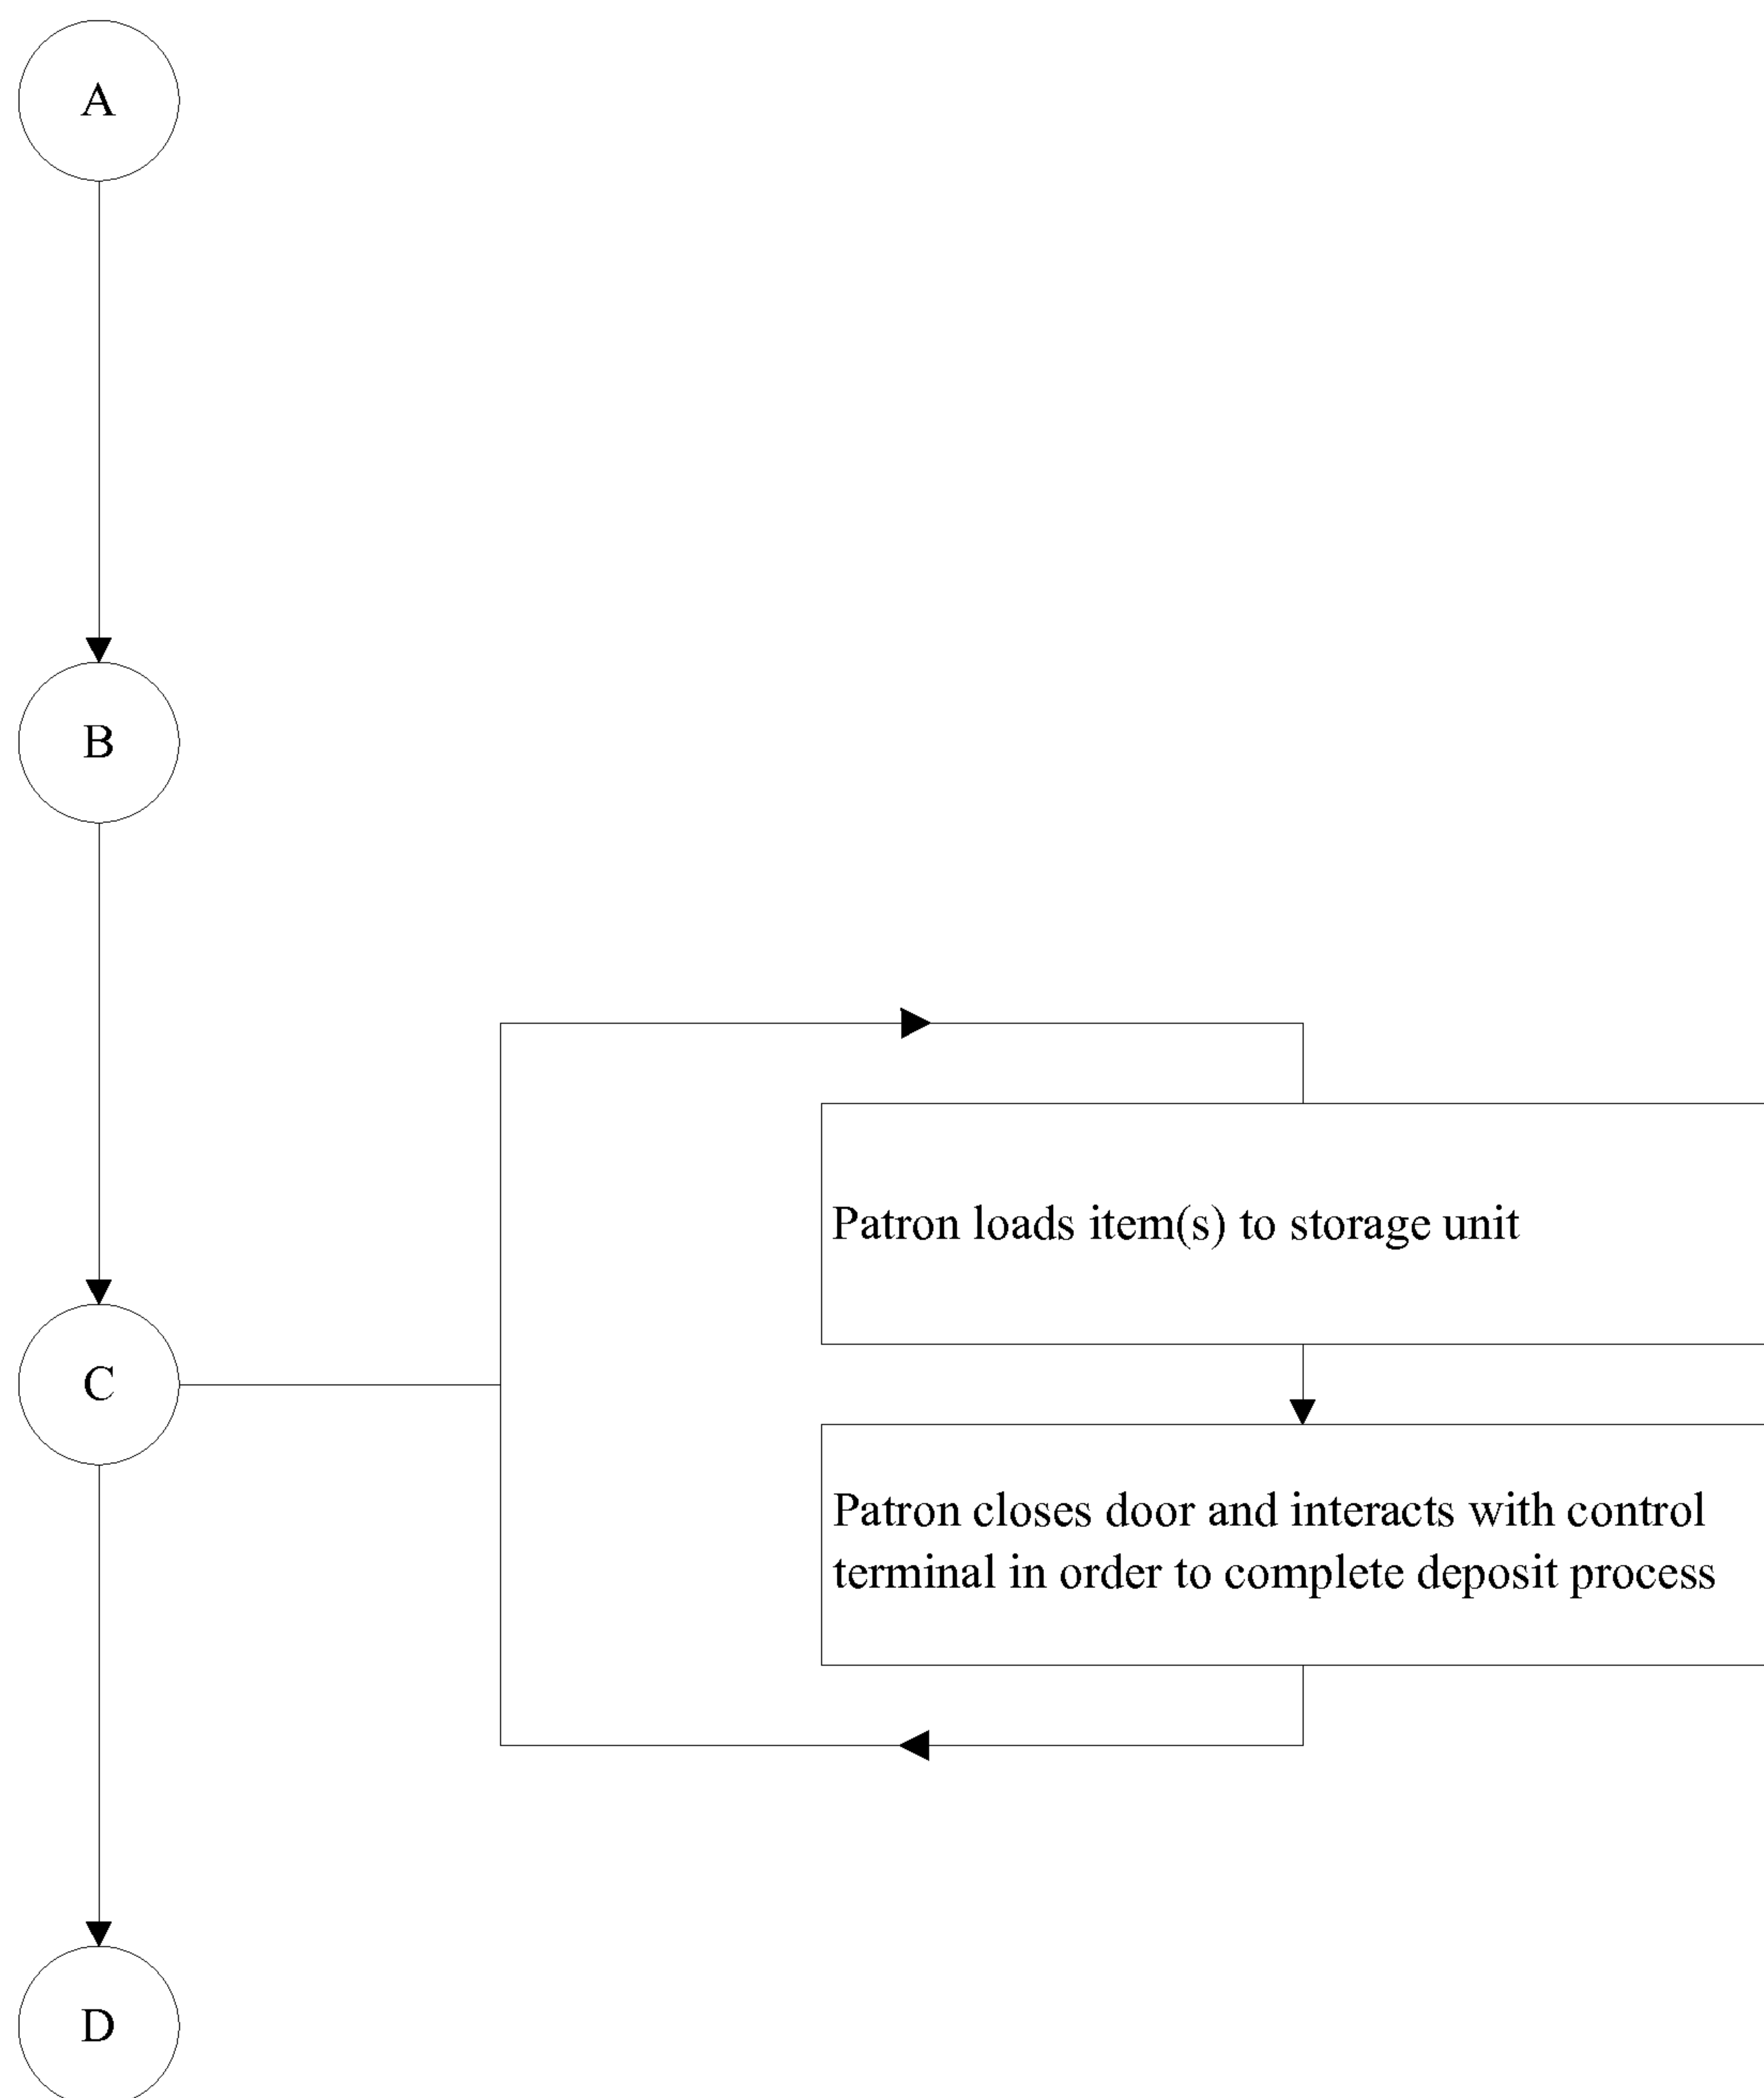 A
B
Patron loads item(s) to storage unit
C
Patron closes door and interacts with control
terminal in order to complete deposit process
D